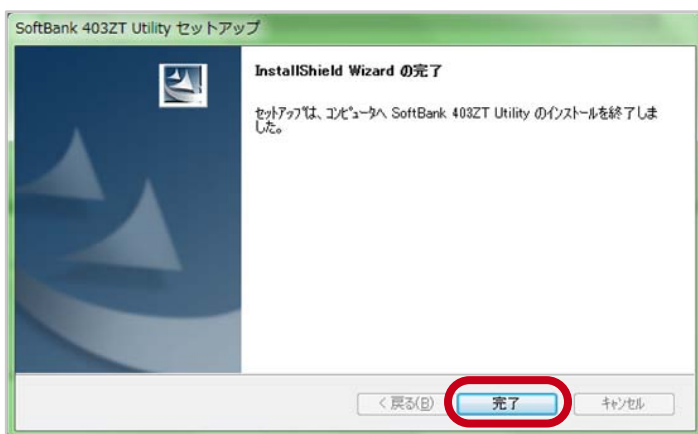 SoftBank 403ZT Utility セットアップ
InstallShield Wizard の完了
セットアップは、コンピュータへ SoftBank 403ZT Utility のインストールを終了しま
した。
< 戻る(B)
完了
キャンセル